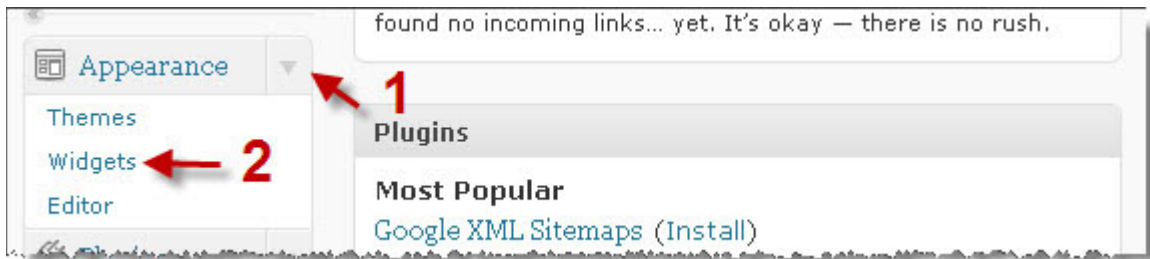 found no incoming links... yet. It's okay — there is no rush.
Appearance
1
Themes
Widgets
2
Editor
Plugins
Most Popular
Google XML Sitemaps (Install)